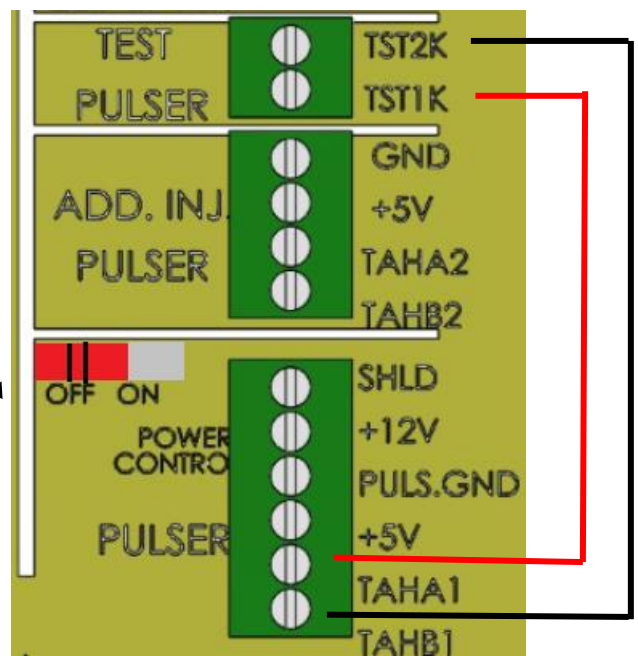 TEST
PULSER
TST2K
TST1K
ADD. INJ.
PULSER
GND
+5V
TAHA2
TAHB2
OFF ON
POWER
CONTRO
PULSER
SHLD
+12V
PULS.GND
+5V
TAHA1
TAHB1